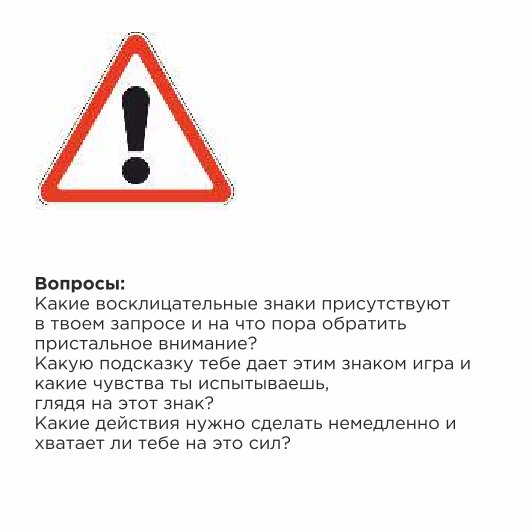 Вопросы:
Какие восклицательные знаки присутствуют
в твоем запросе и на что пора обратить
пристальное внимание?
Какую подсказку тебе дает этим знаком игра и
какие чувства ты испытываешь,
глядя на этот знак?
Какие действия нужно сделать немедленно и
хватает ли тебе на это сил?